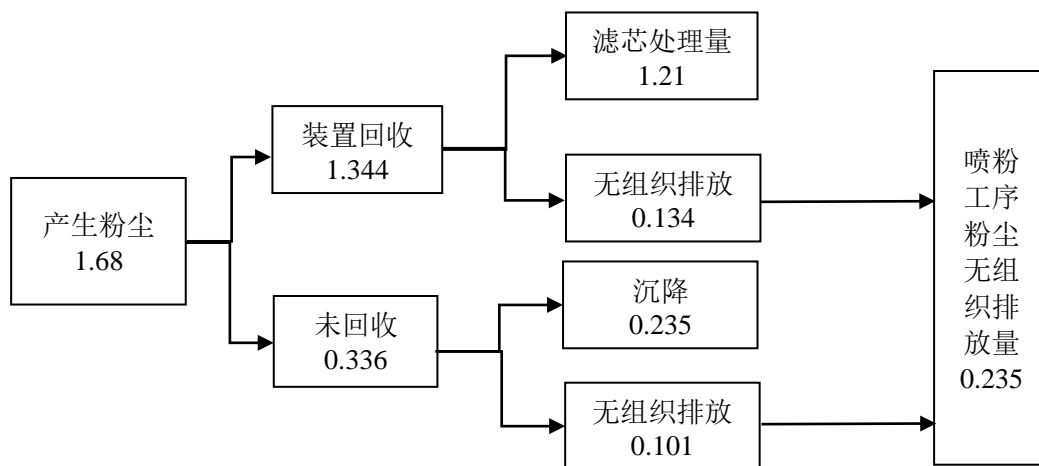 滤芯处理量
1.21
装置回收
1.344
无组织排放
0.134
产生粉尘
1.68
沉降
0.235
未回收
0.336
无组织排放
0.101
喷粉
工序
粉尘
无组
织排
放量
0.235